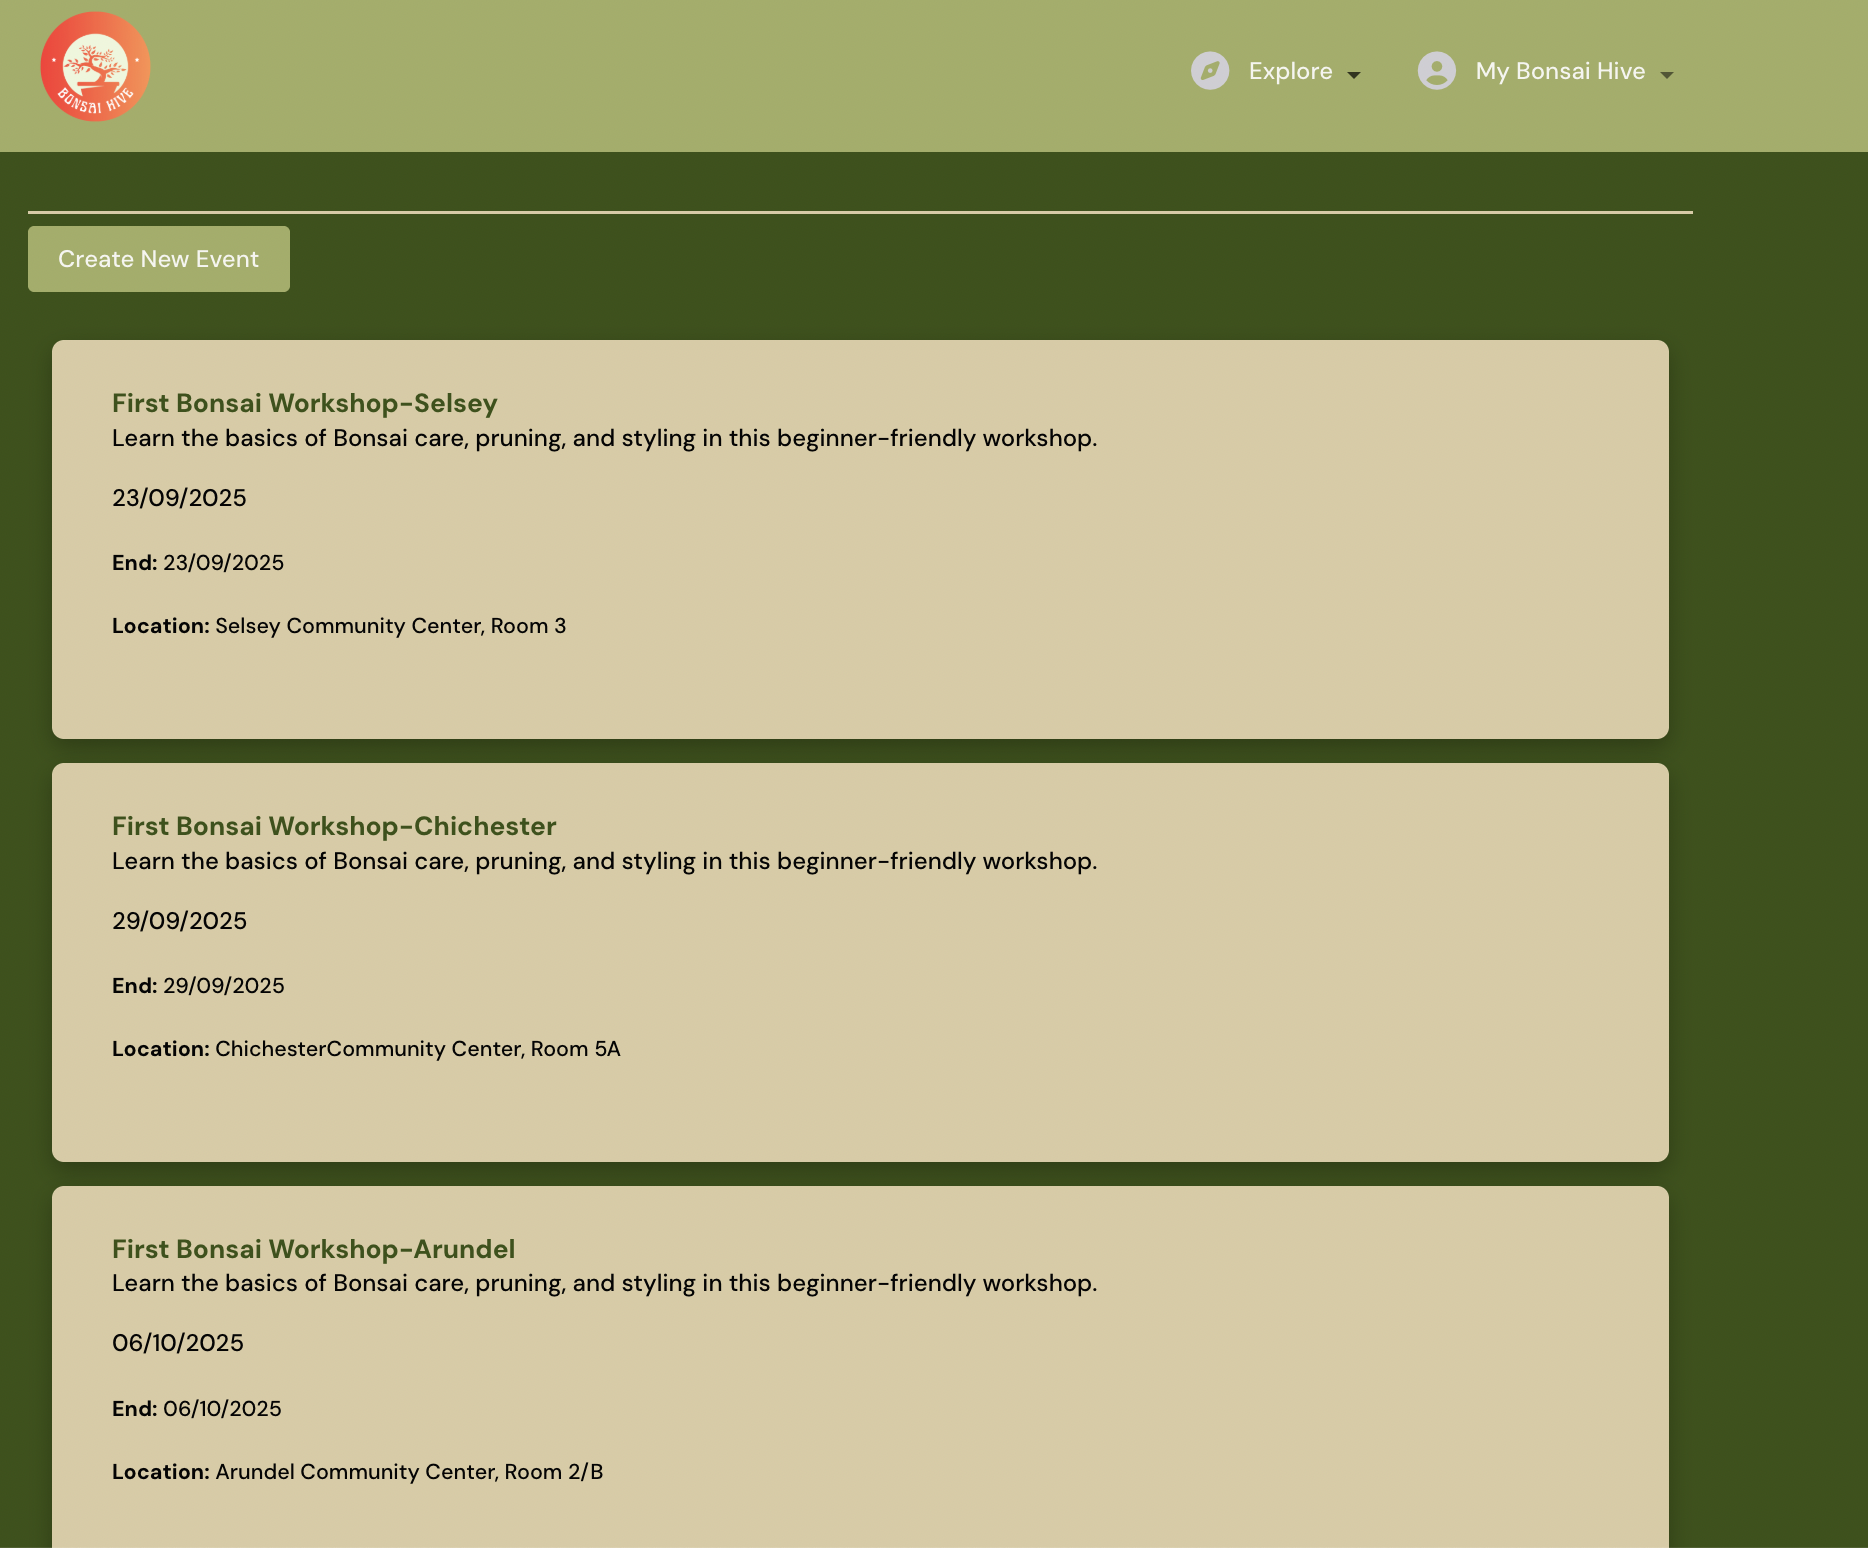 BONSAI HIVE
Explore
My Bonsai Hive
Create New Event
First Bonsai Workshop-Selsey
Learn the basics of Bonsai care, pruning, and styling in this beginner-friendly workshop.
23/09/2025
End: 23/09/2025
Location: Selsey Community Center, Room 3
First Bonsai Workshop-Chichester
Learn the basics of Bonsai care, pruning, and styling in this beginner-friendly workshop.
29/09/2025
End: 29/09/2025
Location: ChichesterCommunity Center, Room 5A
First Bonsai Workshop-Arundel
Learn the basics of Bonsai care, pruning, and styling in this beginner-friendly workshop.
06/10/2025
End: 06/10/2025
Location: Arundel Community Center, Room 2/B